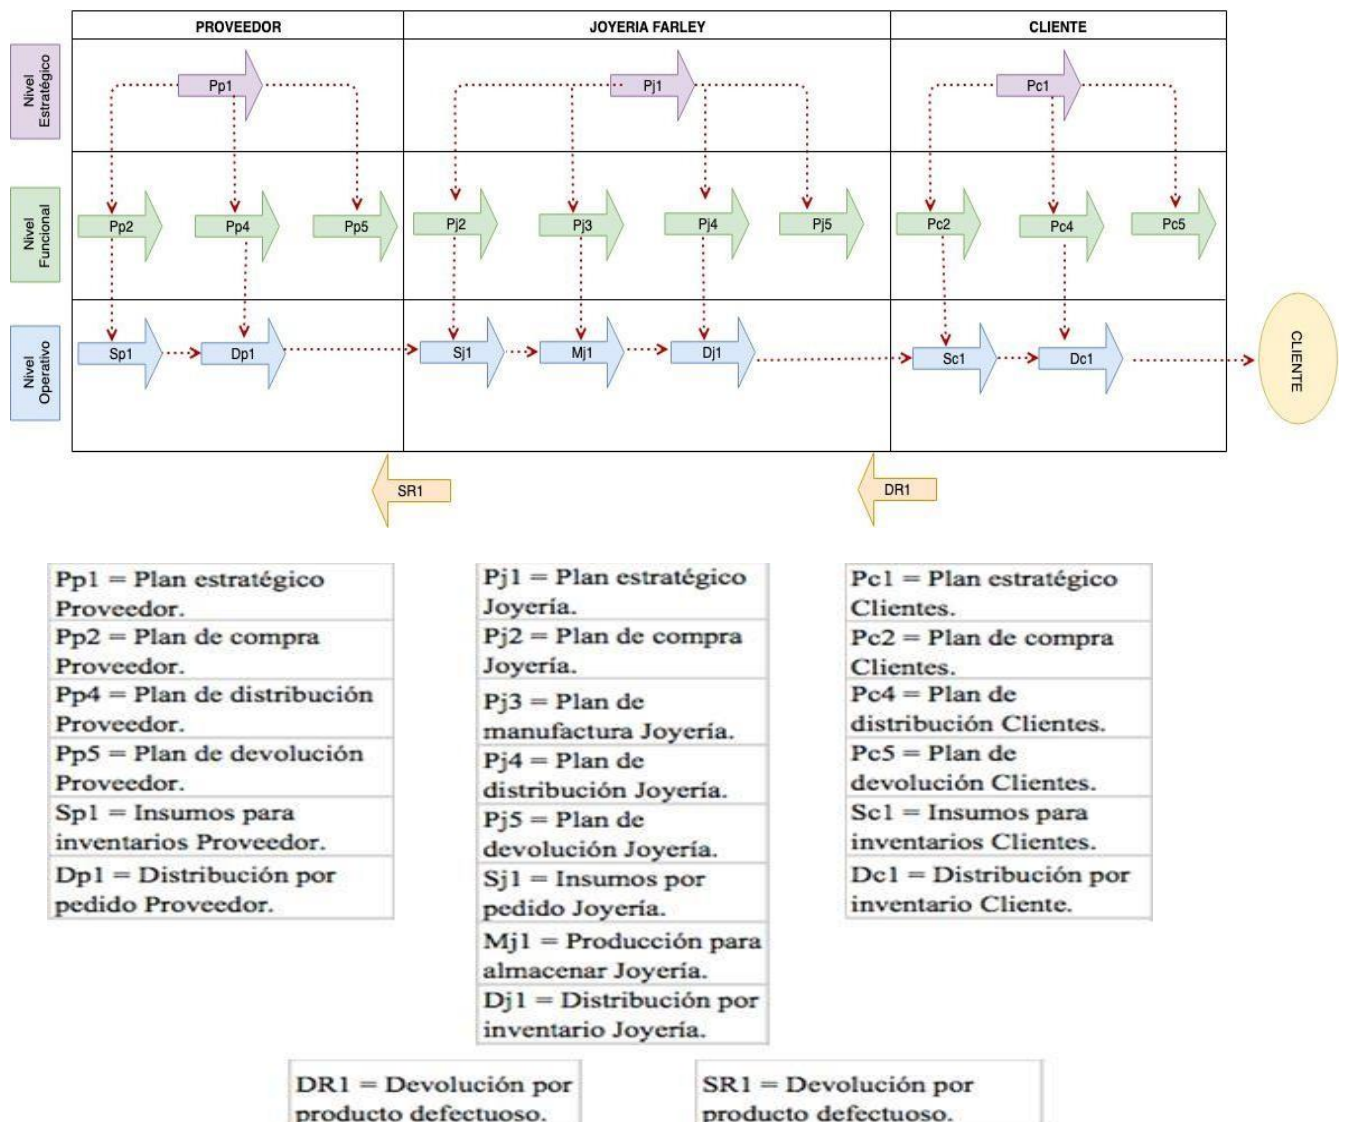 PROVEEDOR
JOYERIA FARLEY
CLIENTE
Nivel
Estratégico
Pp1
Pj1
Pc1
Nivel
Funcional
Pp2
Pp4
Pp5
Pj2
Pj3
Pj4
Pj5
Pc2
Pc4
Pc5
Nivel
Operativo
Sp1
Dp1
Sj1
Mj1
Dj1
Sc1
Dc1
CLIENTE
SR1
DR1
Pp1 = Plan estratégico
Proveedor.
Pp2 = Plan de compra
Proveedor.
Pp4 = Plan de distribución
Proveedor.
Pp5 = Plan de devolución
Proveedor.
Sp1 = Insumos para
inventarios Proveedor.
Dp1 = Distribución por
pedido Proveedor.
Pj1 = Plan estratégico
Joyería.
Pj2 = Plan de compra
Joyería.
Pj3 = Plan de
manufactura Joyería.
Pj4 = Plan de
distribución Joyería.
Pj5 = Plan de
devolución Joyería.
Sj1 = Insumos por
pedido Joyería.
Mj1 = Producción para
almacenar Joyería.
Dj1 = Distribución por
inventario Joyería.
Pc1 = Plan estratégico
Clientes.
Pc2 = Plan de compra
Clientes.
Pc4 = Plan de
distribución Clientes.
Pc5 = Plan de
devolución Clientes.
Sc1 = Insumos para
inventarios Clientes.
Dc1 = Distribución por
inventario Cliente.
DR1 = Devolución por
producto defectuoso.
SR1 = Devolución por
producto defectuoso.